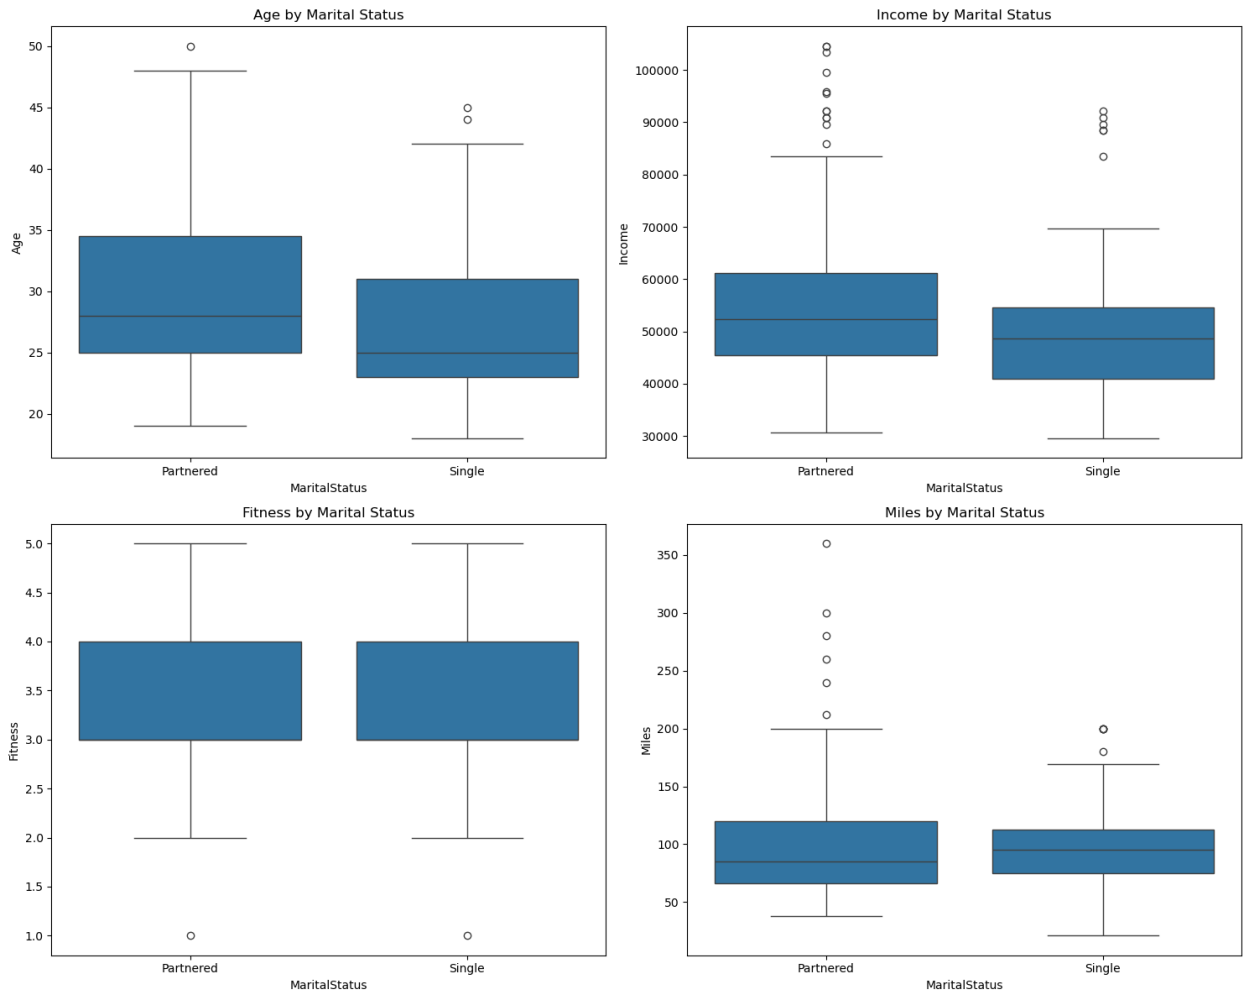 Age by Marital Status
50
45
40
35
30
25
20
Age
Partnered
Single
MaritalStatus
Income by Marital Status
100000
90000
80000
70000
60000
50000
40000
30000
Income
Partnered
Single
MaritalStatus
Fitness by Marital Status
5.0
4.5
4.0
3.5
3.0
2.5
2.0
1.5
1.0
Fitness
Partnered
Single
MaritalStatus
Miles by Marital Status
350
300
250
200
150
100
50
Miles
Partnered
Single
MaritalStatus